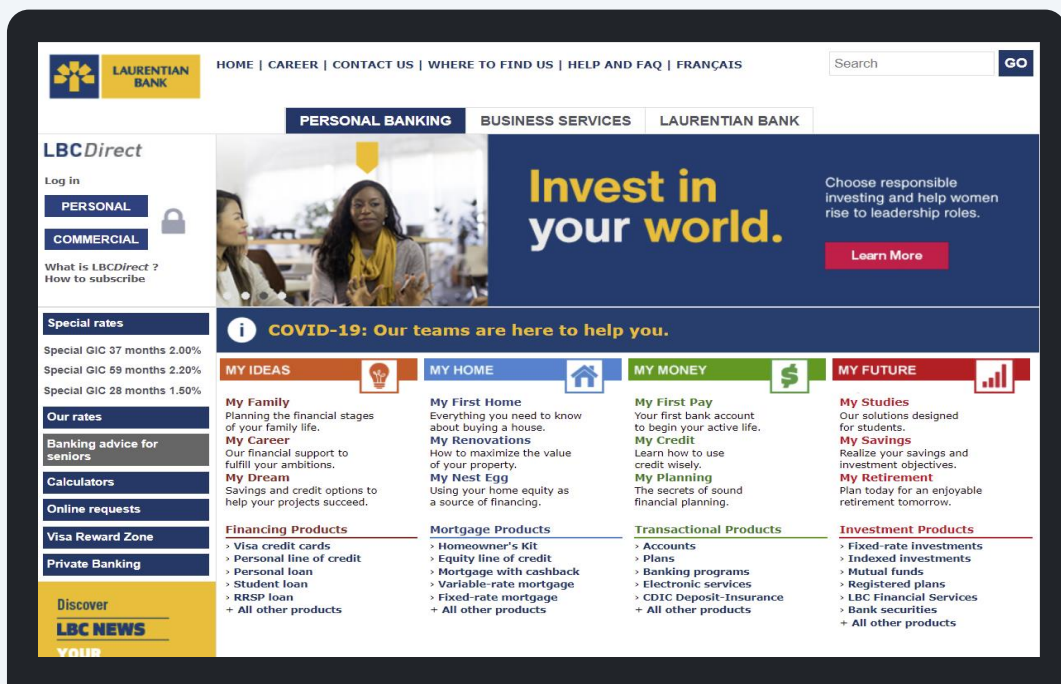 LAURENTIAN
BANK
HOME | CAREER | CONTACT US | WHERE TO FIND US | HELP AND FAQ | FRANÇAIS
Search
GO
PERSONAL BANKING
BUSINESS SERVICES
LAURENTIAN BANK
LBCDirect
Log in
PERSONAL
COMMERCIAL
What is LBCDirect ?
How to subscribe
Invest in
your world.
Choose responsible
investing and help women
rise to leadership roles.
Learn More
Special rates
Special GIC 37 months 2.00%
Special GIC 59 months 2.20%
Special GIC 28 months 1.50%
Our rates
Banking advice for
seniors
Calculators
Online requests
Visa Reward Zone
Private Banking
Discover
LBC NEWS
YOUR
i COVID-19: Our teams are here to help you.
MY IDEAS
My Family
Planning the financial stages
of your family life.
My Career
Our financial support to
fulfill your ambitions.
My Dream
Savings and credit options to
help your projects succeed.
Financing Products
› Visa credit cards
› Personal line of credit
› Personal loan
› Student loan
› RRSP loan
+ All other products
MY HOME
My First Home
Everything you need to know
about buying a house.
My Renovations
How to maximize the value
of your property.
My Nest Egg
Using your home equity as
a source of financing.
Mortgage Products
› Homeowner's Kit
› Equity line of credit
› Mortgage with cashback
› Variable-rate mortgage
› Fixed-rate mortgage
+ All other products
MY MONEY
$
My First Pay
Your first bank account
to begin your active life.
My Credit
Learn how to use
credit wisely.
My Planning
The secrets of sound
financial planning.
Transactional Products
› Accounts
› Plans
› Banking programs
› Electronic services
› CDIC Deposit-Insurance
+ All other products
MY FUTURE
My Studies
Our solutions designed
for students.
My Savings
Realize your savings and
investment objectives.
My Retirement
Plan today for an enjoyable
retirement tomorrow.
Investment Products
› Fixed-rate investments
› Indexed investments
› Mutual funds
› Registered plans
› LBC Financial Services
› Bank securities
+ All other products